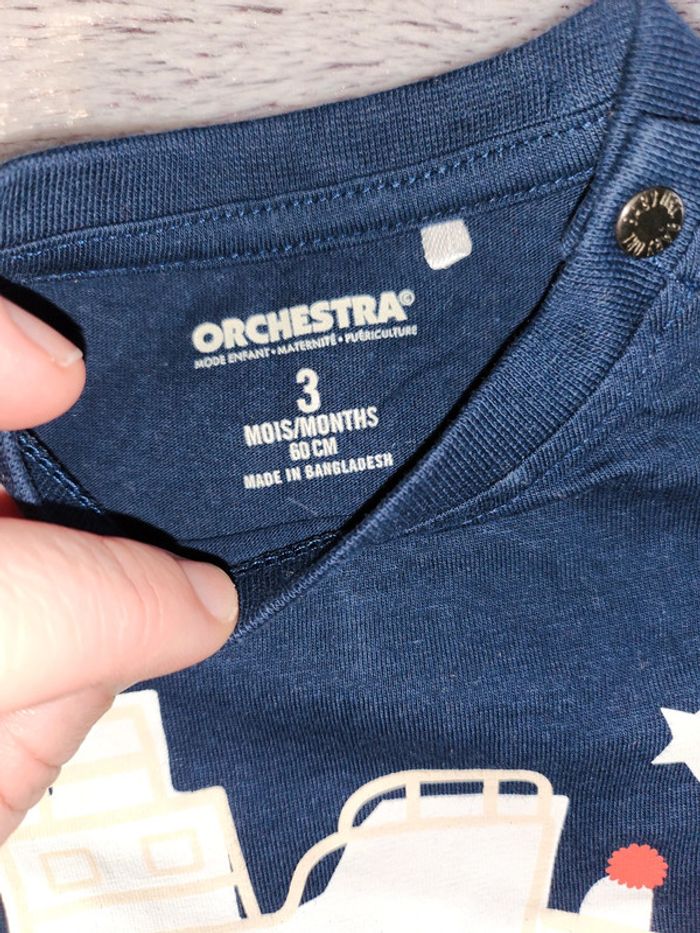 ORCHESTRA©
MODE ENFANT • MATERNITÉ • PUÉRICULTURE
3
MOIS/MONTHS
60 CM
MADE IN BANGLADESH